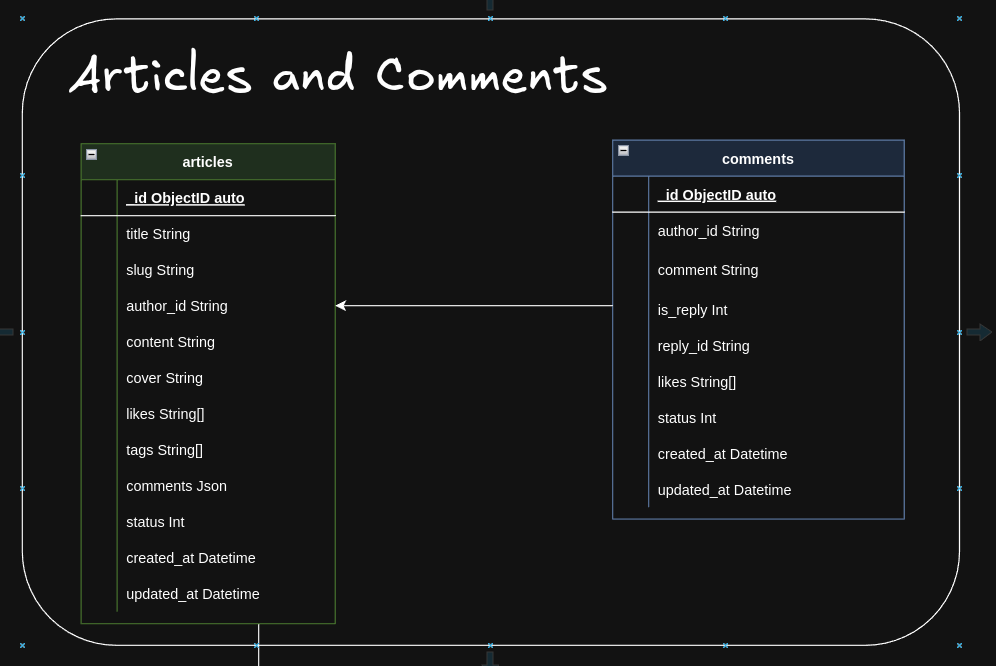 Articles and Comments
articles
_id ObjectID auto
title String
slug String
author_id String
content String
cover String
likes String[]
tags String[]
comments Json
status Int
created_at Datetime
updated_at Datetime
comments
_id ObjectID auto
author_id String
comment String
is_reply Int
reply_id String
likes String[]
status Int
created_at Datetime
updated_at Datetime